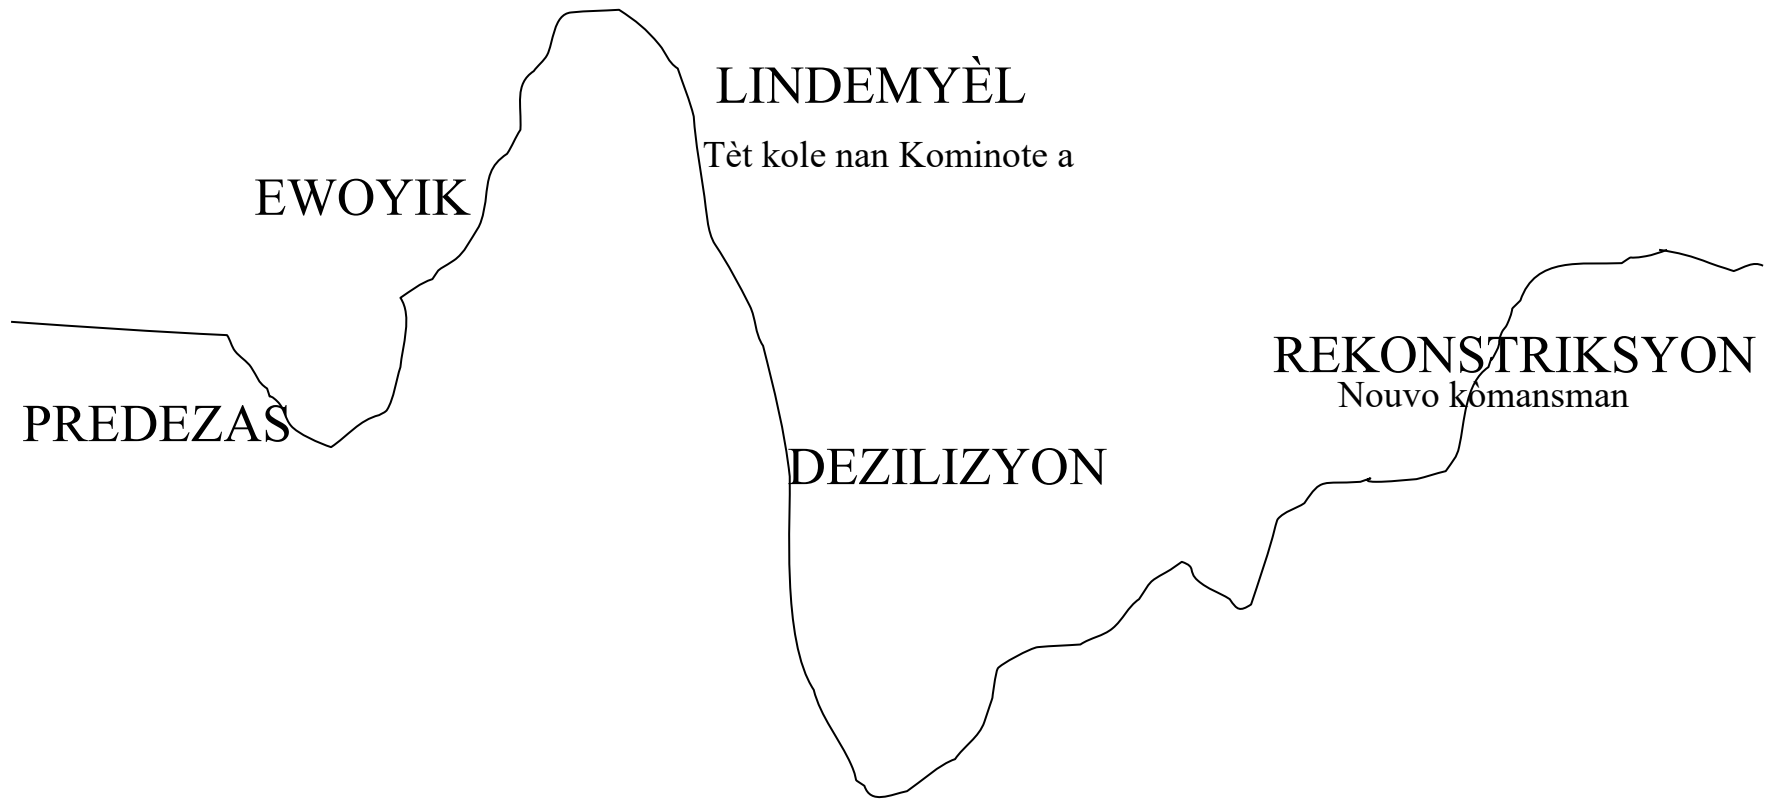 PREDEZAS
EWOYIK
LINDEMYÈL
Tèt kole nan Kominote a
DEZILIZYON
REKONSTRIKSYON
Nouvo kòmansman